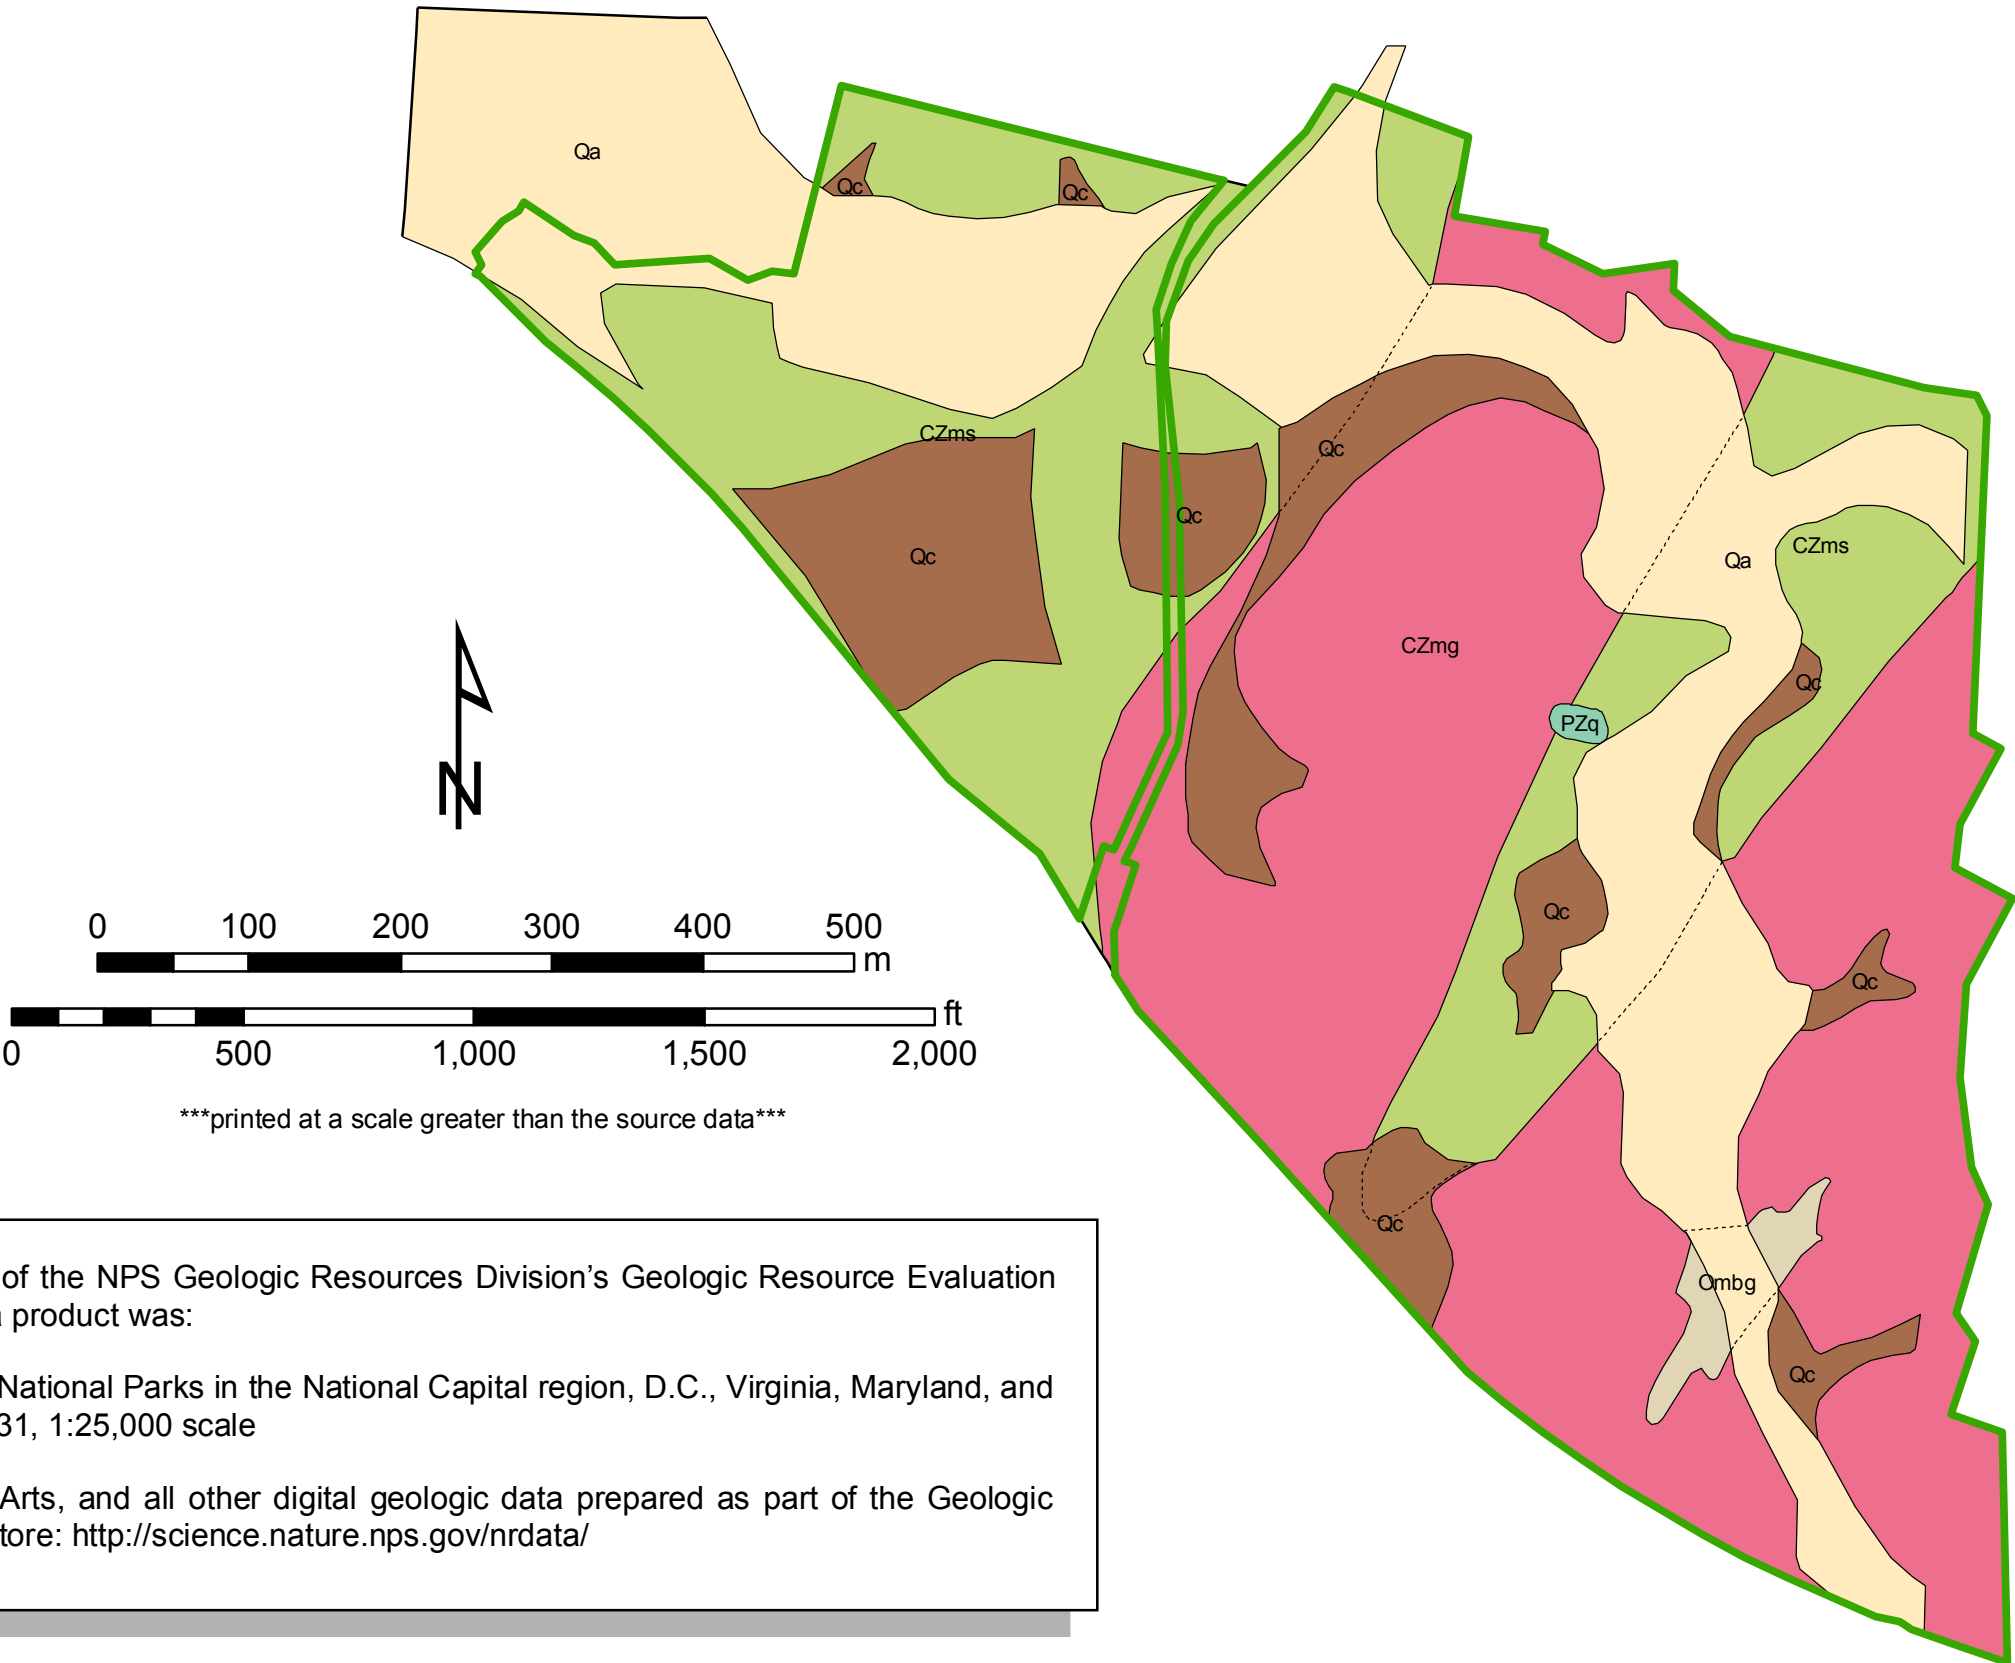 Qa
Qc
Qc
CZms
Qc
Qc
Qc
Qa
CZms
CZmg
Qc
PZq
Qc
Qc
Qc
Ombg
Qc
N
0 100 200 300 400 500
m
ft
0 500 1,000 1,500 2,000
***printed at a scale greater than the source data***
of the NPS Geologic Resources Division’s Geologic Resource Evaluation
product was:
National Parks in the National Capital region, D.C., Virginia, Maryland, and
31, 1:25,000 scale
Arts, and all other digital geologic data prepared as part of the Geologic
tore: http://science.nature.nps.gov/nrdata/